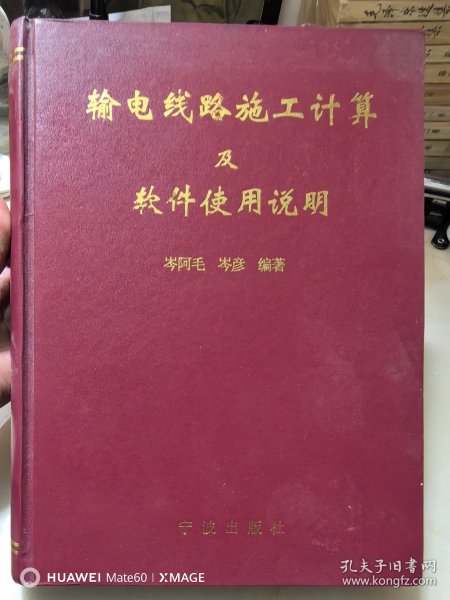 输电线路施工计算
及
软件使用说明
岑阿毛 岑彦 编著
宁波出版社
HUAWEI Mate60 | XMAGE
孔夫子旧书网
www.kongfz.com